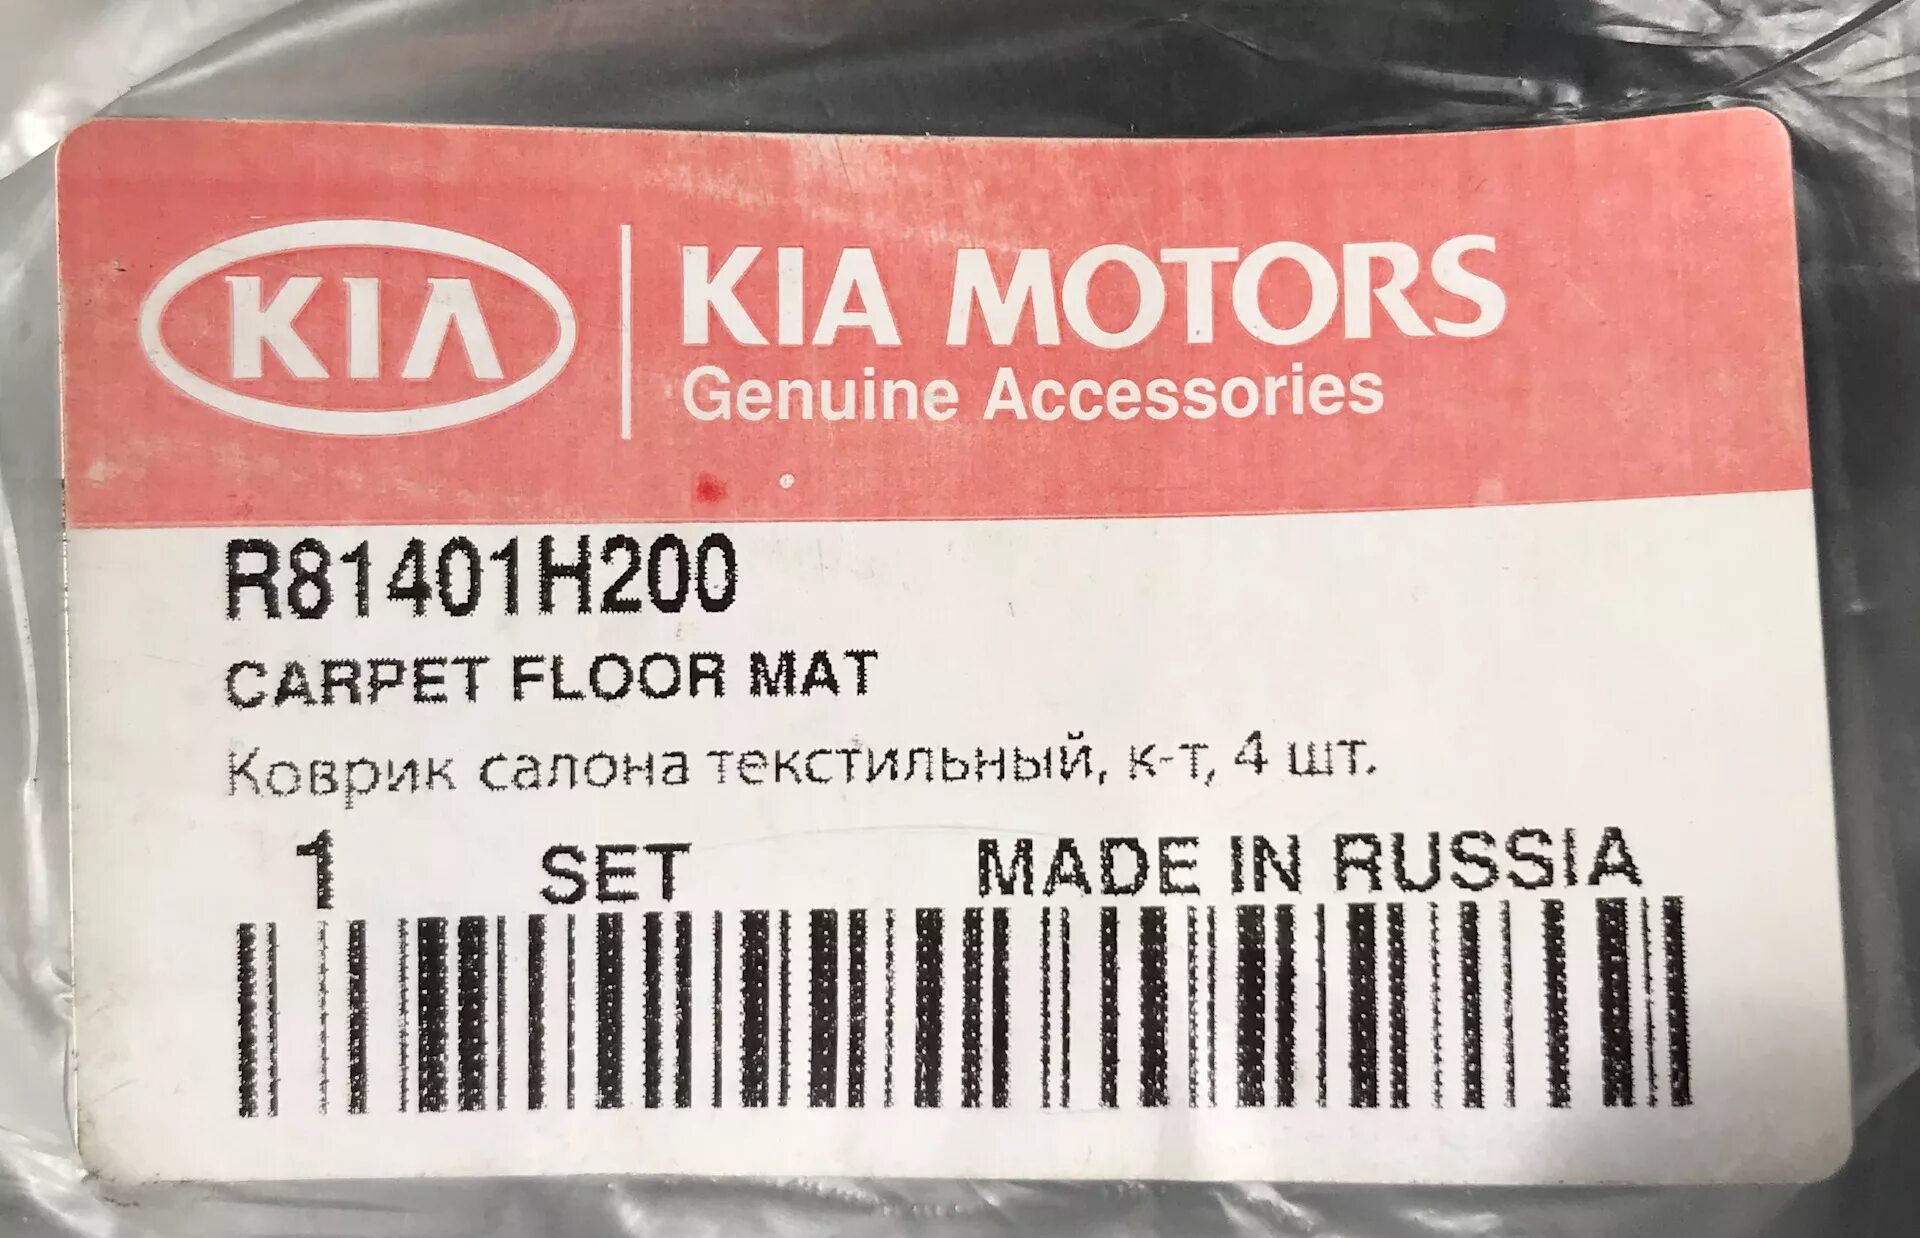 KIA
KIA MOTORS
Genuine Accessories
R81401H200
CARPET FLOOR MAT
Коврик салона текстильный, к-т, 4 шт.
1 SET MADE IN RUSSIA